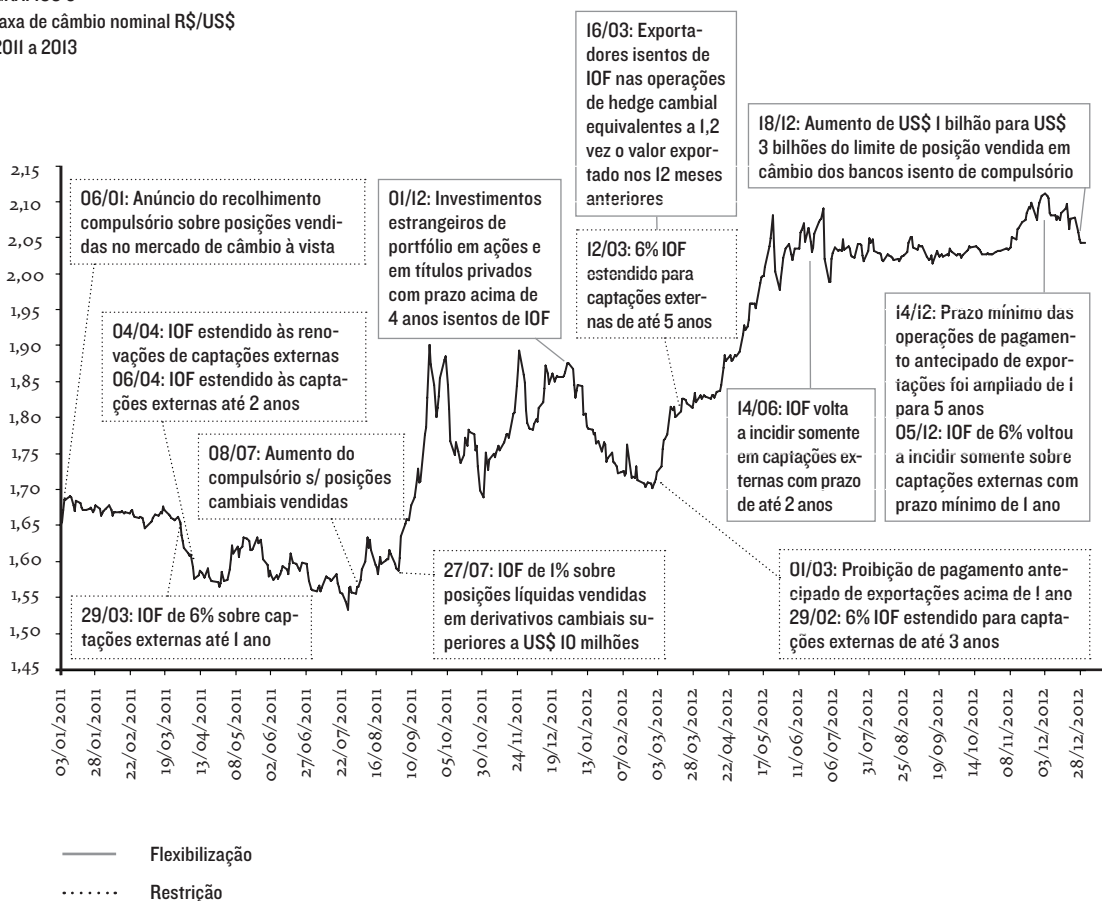 axa de câmbio nominal R$/US$
2011 a 2013
16/03: Exporta-
dores isentos de
IOF nas operações
de hedge cambial
equivalentes a 1,2
vez o valor expor-
tado nos 12 meses
anteriores
18/12: Aumento de US$ 1 bilhão para US$
3 bilhões do limite de posição vendida em
câmbio dos bancos isento de compulsório
06/01: Anúncio do recolhimento
compulsório sobre posições vendi-
das no mercado de câmbio à vista
01/12: Investimentos
estrangeiros de
portfólio em ações e
em títulos privados
com prazo acima de
4 anos isentos de IOF
12/03: 6% IOF
estendido para
captações exter-
nas de até 5 anos
04/04: IOF estendido às reno-
vações de captações externas
06/04: IOF estendido às capta-
ções externas até 2 anos
14/12: Prazo mínimo das
operações de pagamen-
to antecipado de expor-
tações foi ampliado de 1
para 5 anos
05/12: IOF de 6% voltou
a incidir somente sobre
captações externas com
prazo mínimo de 1 ano
14/06: IOF volta
a incidir somente
em captações ex-
ternas com prazo
de até 2 anos
08/07: Aumento do
compulsório s/ posições
cambiais vendidas
27/07: IOF de 1% sobre
posições líquidas vendidas
em derivativos cambiais su-
periores a US$ 10 milhões
01/03: Proibição de pagamento ante-
cipado de exportações acima de 1 ano
29/02: 6% IOF estendido para capta-
ções externas de até 3 anos
29/03: IOF de 6% sobre cap-
tações externas até 1 ano
2,15
2,10
2,05
2,00
1,95
1,90
1,85
1,80
1,75
1,70
1,65
1,60
1,55
1,50
1,45
03/01/2011
28/01/2011
22/02/2011
19/03/2011
13/04/2011
08/05/2011
02/06/2011
27/06/2011
22/07/2011
16/08/2011
10/09/2011
05/10/2011
30/10/2011
24/11/2011
19/12/2011
13/01/2012
07/02/2012
03/03/2012
28/03/2012
22/04/2012
17/05/2012
11/06/2012
06/07/2012
31/07/2012
25/08/2012
19/09/2012
14/10/2012
08/11/2012
03/12/2012
28/12/2012
Flexibilização
Restrição